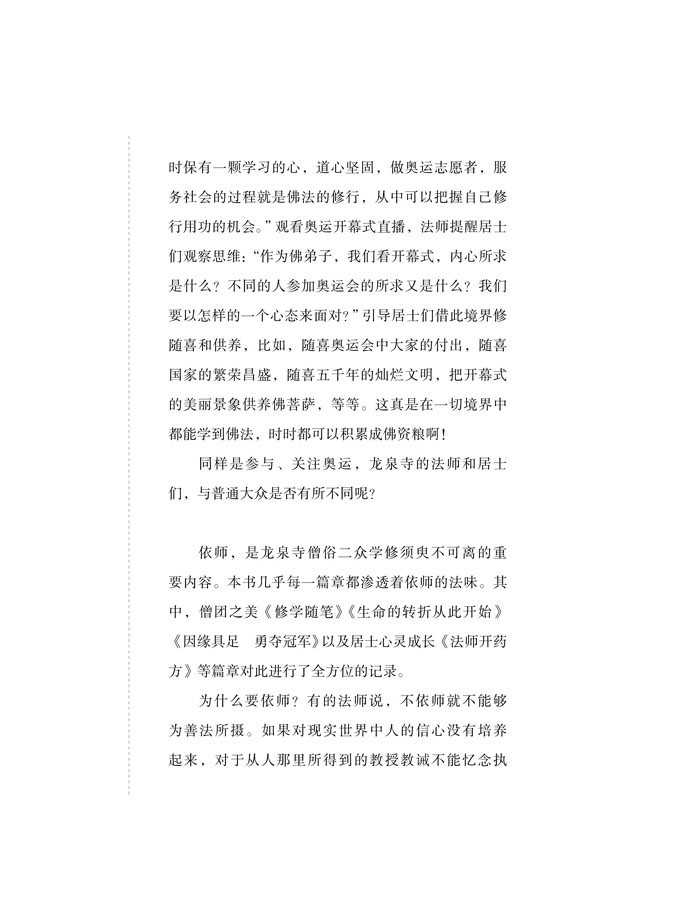 时保有一颗学习的心，道心坚固，做奥运志愿者，服
务社会的过程就是佛法的修行，从中可以把握自己修
行用功的机会。”观看奥运开幕式直播，法师提醒居士
们观察思维：“作为佛弟子，我们看开幕式，内心所求
是什么？不同的人参加奥运会的所求又是什么？我们
要以怎样的一个心态来面对？”引导居士们借此境界修
随喜和供养，比如，随喜奥运会中大家的付出，随喜
国家的繁荣昌盛，随喜五千年的灿烂文明，把开幕式
的美丽景象供养佛菩萨，等等。这真是在一切境界中
都能学到佛法，时时都可以积累成佛资粮啊！
同样是参与、关注奥运，龙泉寺的法师和居士
们，与普通大众是否有所不同呢？
依师，是龙泉寺僧俗二众学修须臾不可离的重
要内容。本书几乎每一篇章都渗透着依师的法味。其
中，僧团之美《修学随笔》《生命的转折从此开始》
《因缘具足　勇夺冠军》以及居士心灵成长《法师开药
方》等篇章对此进行了全方位的记录。
为什么要依师？有的法师说，不依师就不能够
为善法所摄。如果对现实世界中人的信心没有培养
起来，对于从人那里所得到的教授教诫不能忆念执